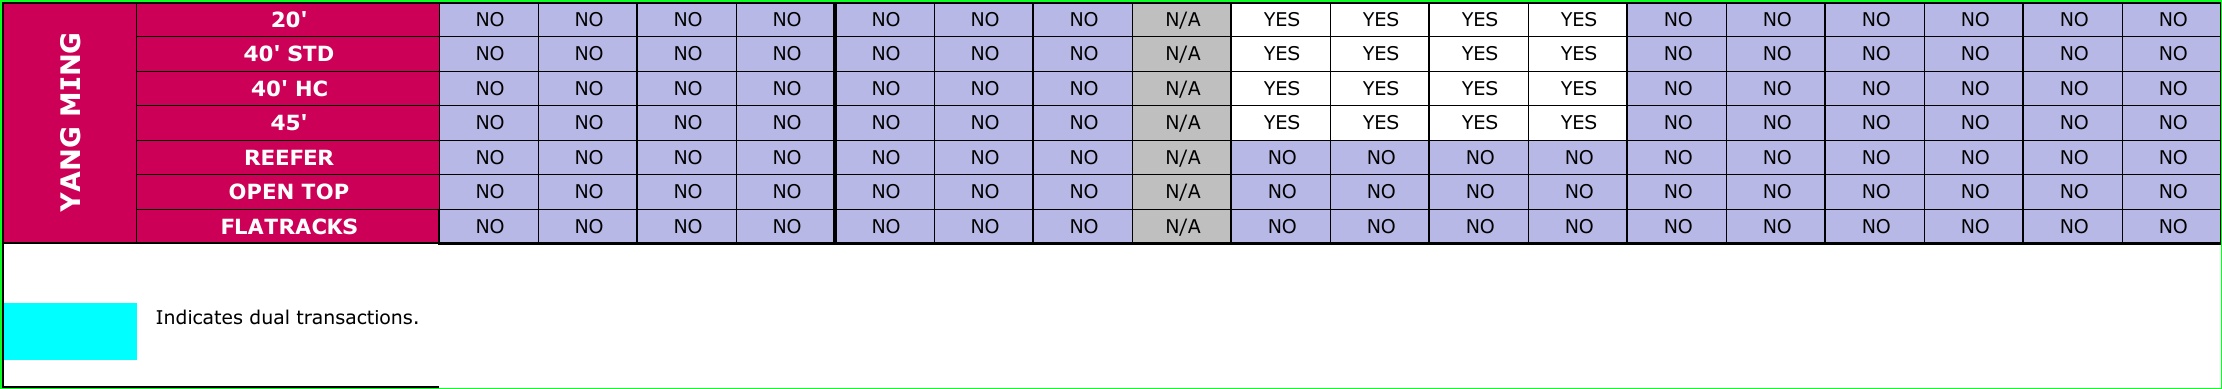 YANG MING
20' NO NO NO NO NO NO NO N/A YES YES YES YES NO NO NO NO NO NO
40' STD NO NO NO NO NO NO NO N/A YES YES YES YES NO NO NO NO NO NO
40' HC NO NO NO NO NO NO NO N/A YES YES YES YES NO NO NO NO NO NO
45' NO NO NO NO NO NO NO N/A YES YES YES YES NO NO NO NO NO NO
REEFER NO NO NO NO NO NO NO N/A NO NO NO NO NO NO NO NO NO NO
OPEN TOP NO NO NO NO NO NO NO N/A NO NO NO NO NO NO NO NO NO NO
FLATRACKS NO NO NO NO NO NO NO N/A NO NO NO NO NO NO NO NO NO NO
Indicates dual transactions.